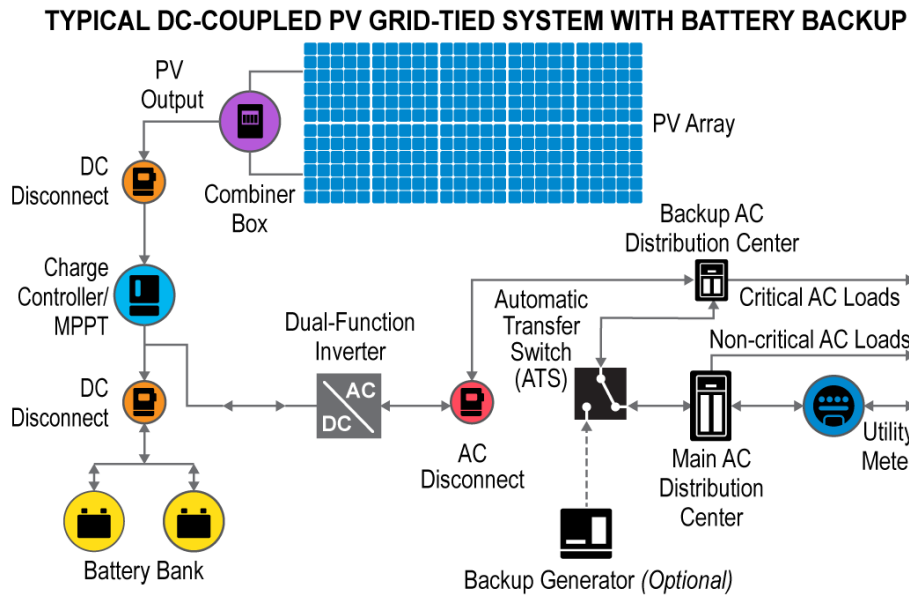 TYPICAL DC-COUPLED PV GRID-TIED SYSTEM WITH BATTERY BACKUP
PV
Output
PV Array
DC
Disconnect
Combiner
Box
Backup AC
Distribution Center
Charge
Controller/
MPPT
Critical AC Loads
Automatic
Transfer
Switch
(ATS)
Dual-Function
Inverter
Non-critical AC Loads
DC
Disconnect
AC
DC
AC
Disconnect
Utility
Mete
Main AC
Distribution
Center
Battery Bank
Backup Generator (Optional)